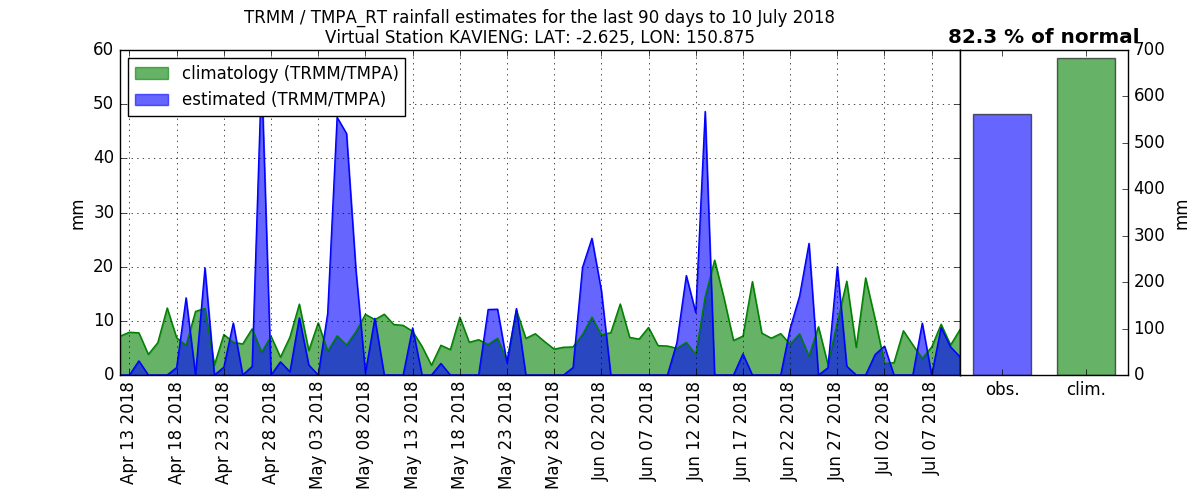 TRMM / TMPA_RT rainfall estimates for the last 90 days to 10 July 2018
Virtual Station KAVIENG: LAT: -2.625, LON: 150.875
82.3 % of normal
climatology (TRMM/TMPA)
estimated (TRMM/TMPA)
60
50
40
30
20
10
0
mm
Apr 13 2018
Apr 18 2018
Apr 23 2018
Apr 28 2018
May 03 2018
May 08 2018
May 13 2018
May 18 2018
May 23 2018
May 28 2018
Jun 02 2018
Jun 07 2018
Jun 12 2018
Jun 17 2018
Jun 22 2018
Jun 27 2018
Jul 02 2018
Jul 07 2018
obs.
clim.
700
600
500
400
300
200
100
0
mm